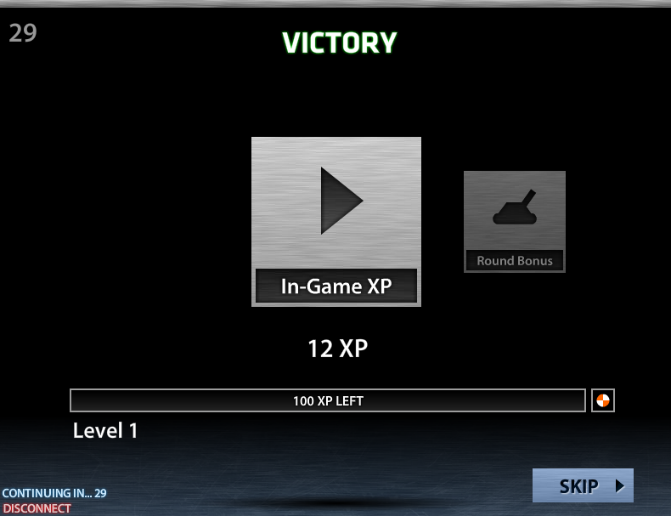 29
VICTORY
In-Game XP
Round Bonus
12 XP
100 XP LEFT
Level 1
SKIP
CONTINUING IN... 29
DISCONNECT